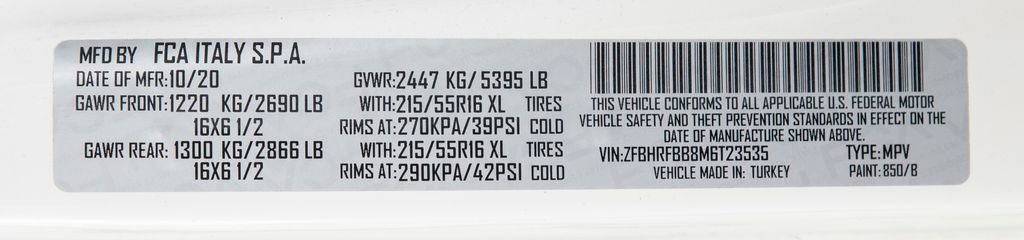 MFD BY FCA ITALY S.P.A.
DATE OF MFR:10/20 GVWR:2447 KG/5395 LB
GAWR FRONT:1220 KG/2690 LB WITH:215/55R16 XL TIRES
16X6 1/2 RIMS AT:270KPA/39PSI COLD
GAWR REAR:1300 KG/2866 LB WITH:215/55R16 XL TIRES
16X6 1/2 RIMS AT:290KPA/42PSI COLD
THIS VEHICLE CONFORMS TO ALL APPLICABLE U.S. FEDERAL MOTOR
VEHICLE SAFETY AND THEFT PREVENTION STANDARDS IN EFFECT ON THE
DATE OF MANUFACTURE SHOWN ABOVE.
VIN:ZFBHRFBB8M6T23535 TYPE:MPV
VEHICLE MADE IN: TURKEY PAINT:850/B